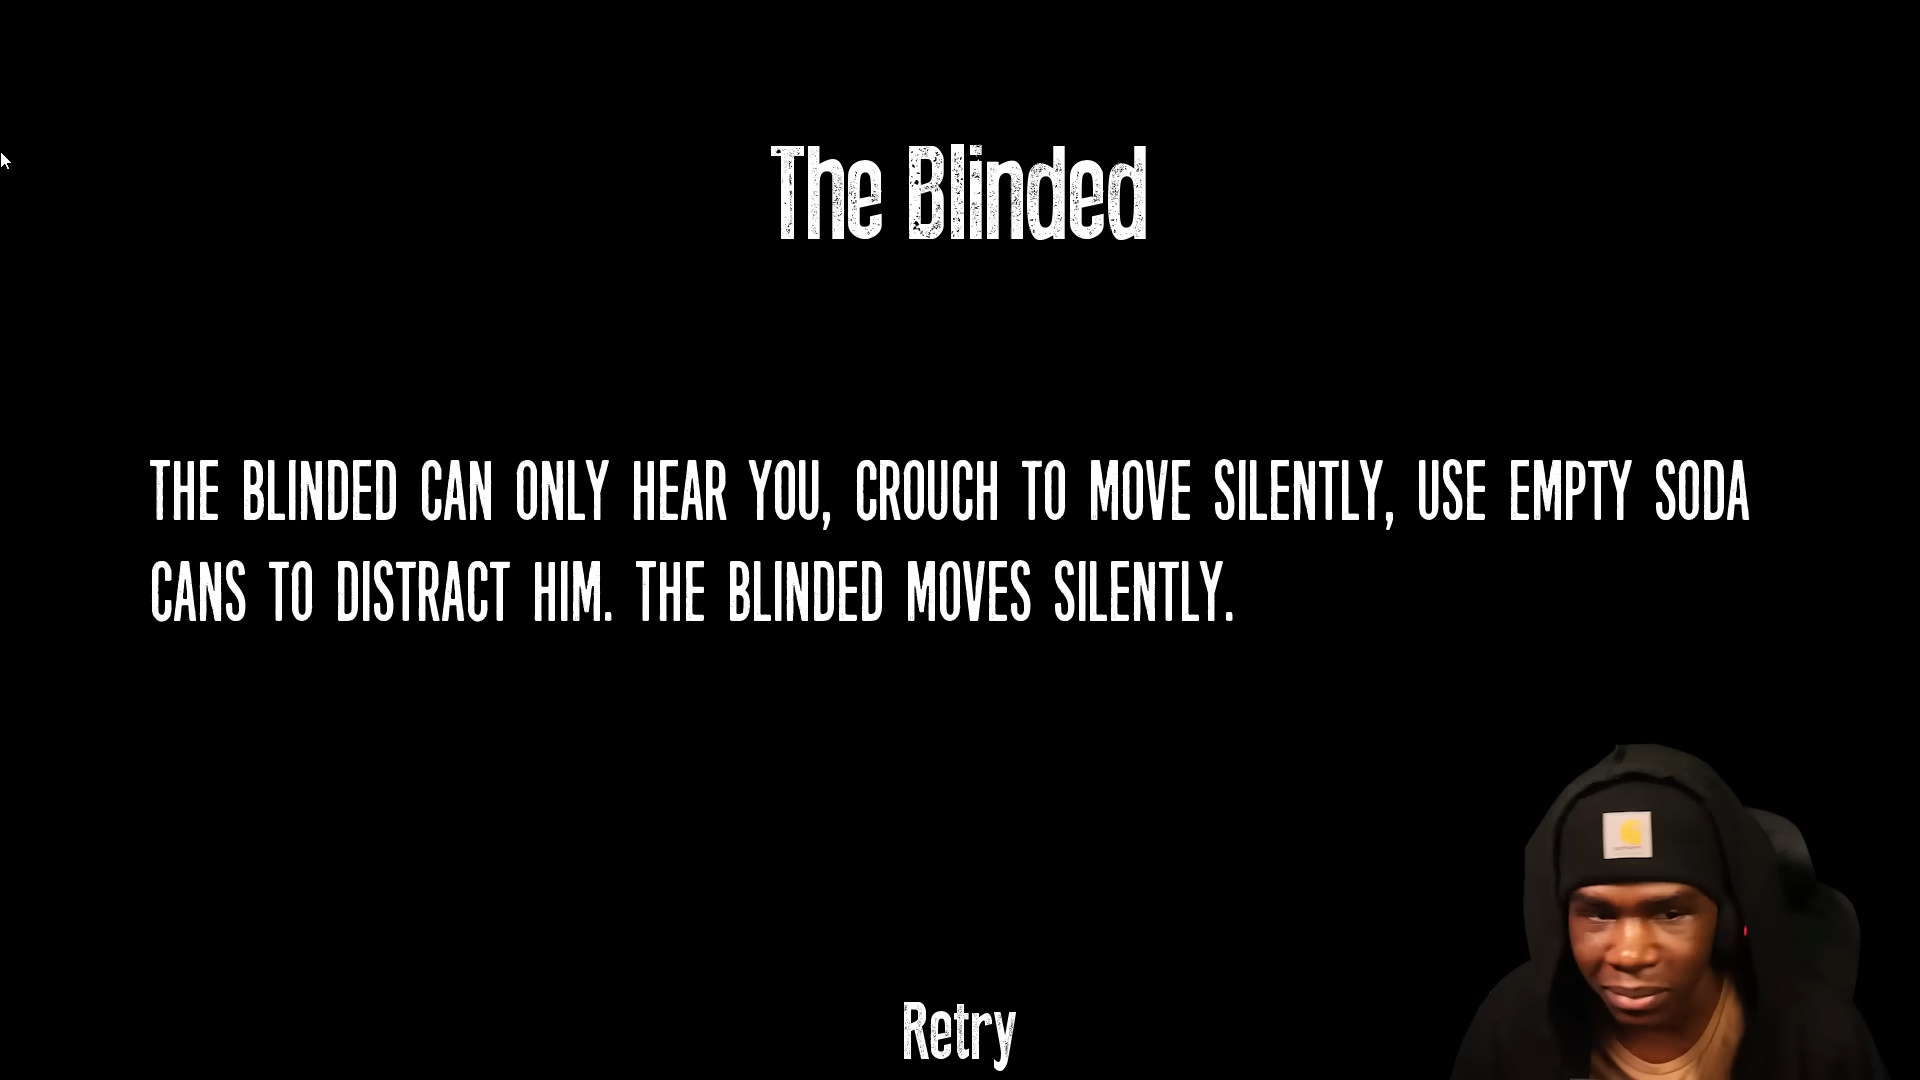 The Blinded
THE BLINDED CAN ONLY HEAR YOU, CROUCH TO MOVE SILENTLY, USE EMPTY SODA
CANS TO DISTRACT HIM. THE BLINDED MOVES SILENTLY.
Retry